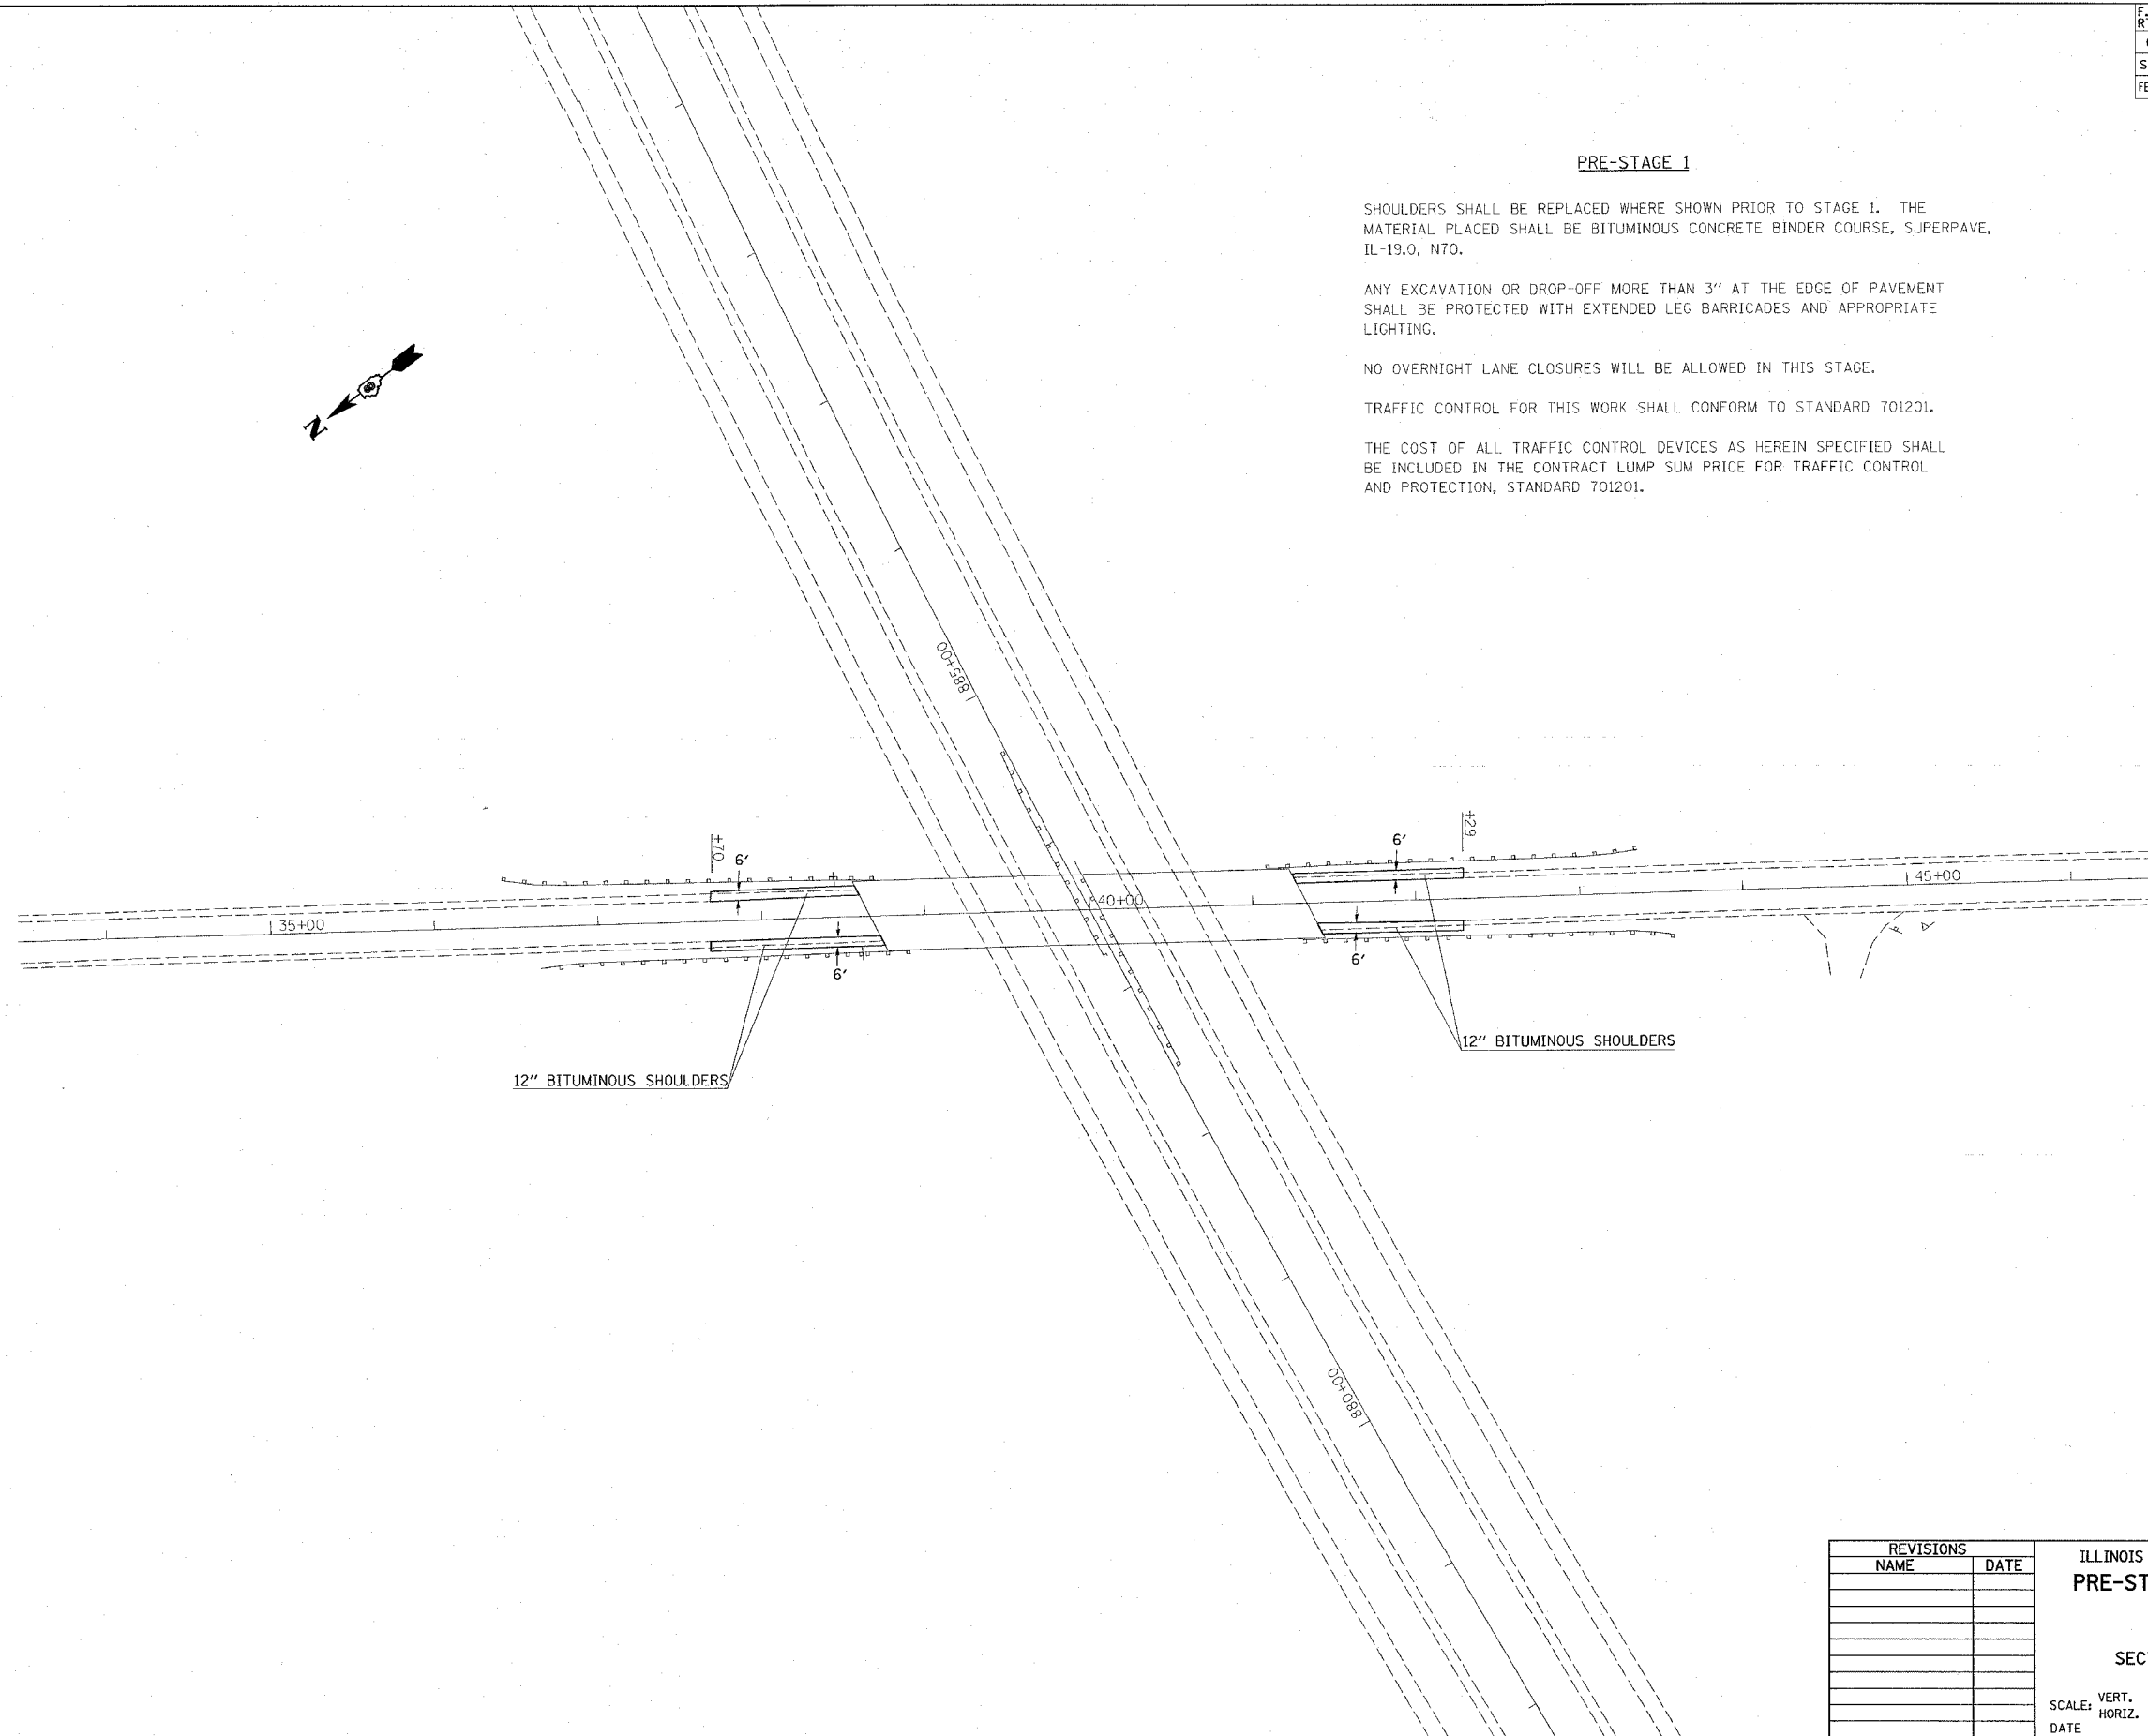 F.
R
S
FE
PRE-STAGE 1
SHOULDERS SHALL BE REPLACED WHERE SHOWN PRIOR TO STAGE 1. THE
MATERIAL PLACED SHALL BE BITUMINOUS CONCRETE BINDER COURSE, SUPERPAVE,
IL-19.0, N70.
ANY EXCAVATION OR DROP-OFF MORE THAN 3" AT THE EDGE OF PAVEMENT
SHALL BE PROTECTED WITH EXTENDED LEG BARRICADES AND APPROPRIATE
LIGHTING.
NO OVERNIGHT LANE CLOSURES WILL BE ALLOWED IN THIS STAGE.
TRAFFIC CONTROL FOR THIS WORK SHALL CONFORM TO STANDARD 701201.
THE COST OF ALL TRAFFIC CONTROL DEVICES AS HEREIN SPECIFIED SHALL
BE INCLUDED IN THE CONTRACT LUMP SUM PRICE FOR TRAFFIC CONTROL
AND PROTECTION, STANDARD 701201.
N
885+00
+70
6'
6'
+29
45+00
40+00
35+00
6'
6'
12" BITUMINOUS SHOULDERS
12" BITUMINOUS SHOULDERS
880+00
REVISIONS
NAME DATE
ILLINOIS
PRE-ST
SEC
SCALE: VERT.
HORIZ.
DATE